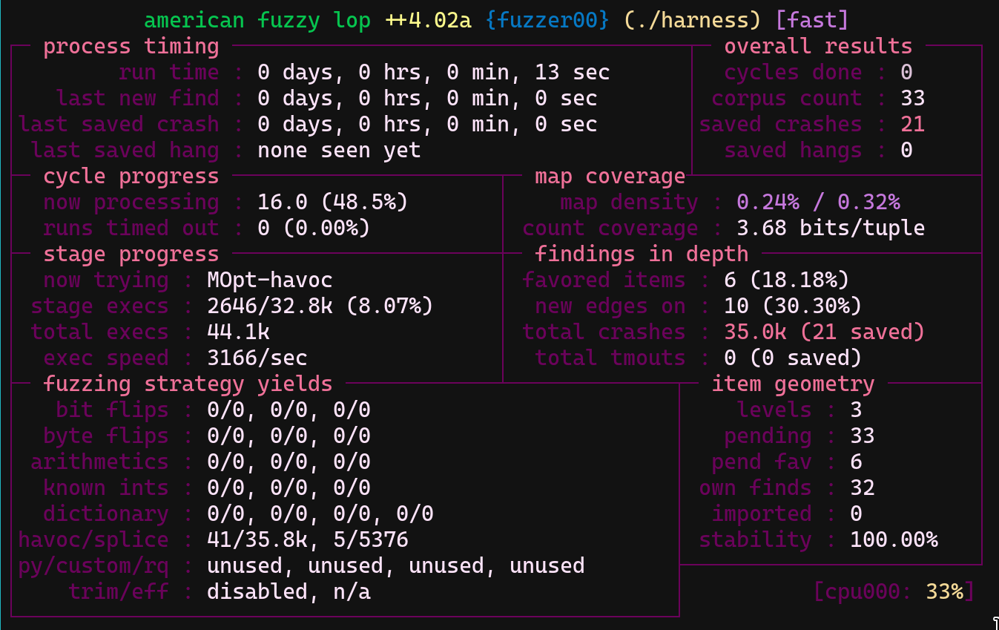 american fuzzy lop ++4.02a {fuzzer00} (./harness) [fast]
process timing overall results
run time : 0 days, 0 hrs, 0 min, 13 sec cycles done : 0
last new find : 0 days, 0 hrs, 0 min, 0 sec corpus count : 33
last saved crash : 0 days, 0 hrs, 0 min, 0 sec saved crashes : 21
last saved hang : none seen yet saved hangs : 0
cycle progress map coverage
now processing : 16.0 (48.5%) map density : 0.24% / 0.32%
runs timed out : 0 (0.00%) count coverage : 3.68 bits/tuple
stage progress findings in depth
now trying : MOpt-havoc favored items : 6 (18.18%)
stage execs : 2646/32.8k (8.07%) new edges on : 10 (30.30%)
total execs : 44.1k total crashes : 35.0k (21 saved)
exec speed : 3166/sec total tmouts : 0 (0 saved)
fuzzing strategy yields item geometry
bit flips : 0/0, 0/0, 0/0 levels : 3
byte flips : 0/0, 0/0, 0/0 pending : 33
arithmetics : 0/0, 0/0, 0/0 pend fav : 6
known ints : 0/0, 0/0, 0/0 own finds : 32
dictionary : 0/0, 0/0, 0/0, 0/0 imported : 0
havoc/splice : 41/35.8k, 5/5376 stability : 100.00%
py/custom/rq : unused, unused, unused, unused
trim/eff : disabled, n/a [cpu000: 33%]